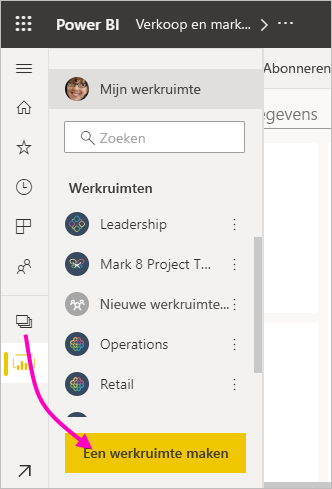 Power BI Verkoop en mark...
Mijn werkruimte
Abonneren
Zoeken
egevens
Werkruimten
Leadership
Mark 8 Project T...
Nieuwe werkruimte...
Operations
Retail
Een werkruimte maken